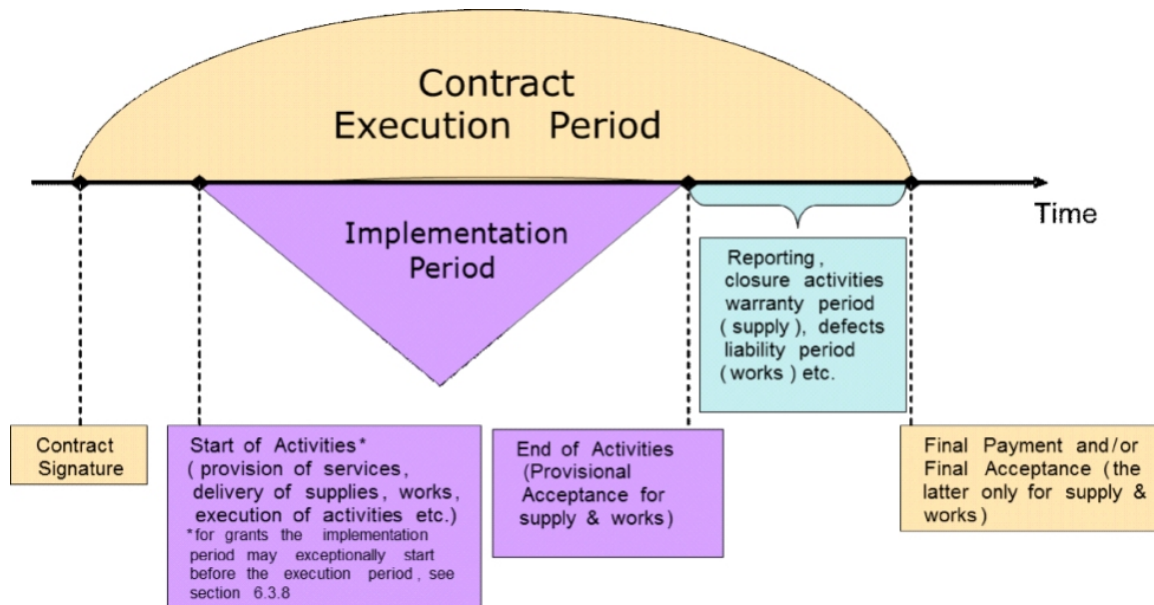 Contract
Execution Period
Time
Implementation
Period
Reporting,
closure activities
warranty period
(supply), defects
liability period
(works) etc.
Contract
Signature
Start of Activities*
(provision of services,
delivery of supplies, works,
execution of activities etc.)
*for grants the implementation
period may exceptionally start
before the execution period, see
section 6.3.8
End of Activities
(Provisional
Acceptance for
supply & works)
Final Payment and/or
Final Acceptance (the
latter only for supply &
works)